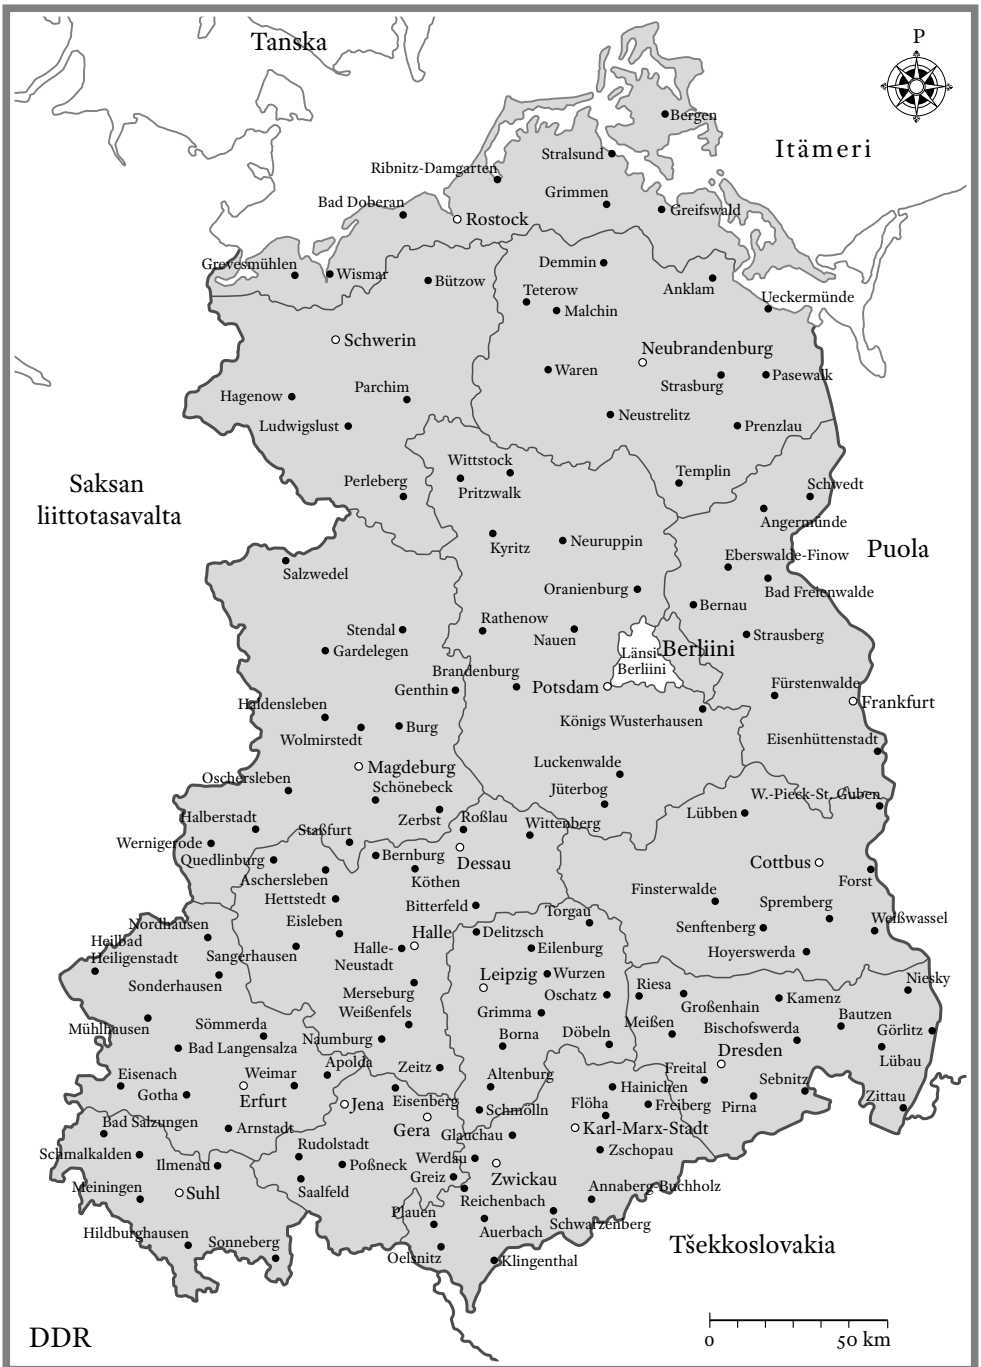 Tanska
P
Bergen
Itämeri
Stralsund
Ribnitz-Damgarten
Grimmen
Bad Doberan
Greifswald
Rostock
Demmin
Grevesmühlen
Wismar
Bützow
Anklam
Teterow
Ueckermünde
Malchin
Schwerin
Neubrandenburg
Waren
Strasburg
Pasewalk
Hagenow
Parchim
Neustrelitz
Ludwigslust
Prenzlau
Wittstock
Templin
Perleberg
Pritzwalk
Schwedt
Saksan
liittotasavalta
Angermünde
Kyritz
Neuruppin
Puola
Eberswalde-Finow
Salzwedel
Oranienburg
Bad Freienwalde
Bernau
Rathenow
Stendal
Nauen
Strausberg
Gardelegen
Länsi-
Berliini
Berliini
Brandenburg
Genthin
Potsdam
Fürstenwalde
Haldensleben
Frankfurt
Königs Wusterhausen
Wolmirstedt
Burg
Eisenhüttenstadt
Magdeburg
Luckenwalde
Oschersleben
Schönebeck
Jüterbog
W.-Pieck-St. Guben
Halberstadt
Zerbst
Roßlau
Wittenberg
Lübben
Staßfurt
Wernigerode
Quedlinburg
Bernburg
Dessau
Cottbus
Aschersleben
Köthen
Forst
Hettstedt
Bitterfeld
Finsterwalde
Spremberg
Eisleben
Torgau
Nordhausen
Halle
Delitzsch
Senftenberg
Weißwassel
Heilbad
Heiligenstadt
Sangerhausen
Halle-
Neustadt
Eilenburg
Hoyerswerda
Leipzig
Wurzen
Sonderhausen
Merseburg
Oschatz
Riesa
Großenhain
Kamenz
Niesky
Weißenfels
Grimma
Mühlhausen
Sömmerda
Naumburg
Borna
Döbeln
Meißen
Bischofswerda
Bautzen
Görlitz
Bad Langensalza
Dresden
Lübau
Eisenach
Weimar
Apolda
Zeitz
Altenburg
Freital
Sebnitz
Gotha
Erfurt
Jena
Eisenberg
Hainichen
Zittau
Schmölln
Flöha
Freiberg
Pirna
Bad Salzungen
Arnstadt
Gera
Glauchau
Karl-Marx-Stadt
Schmalkalden
Rudolstadt
Ilmenau
Poßneck
Werdau
Zschopau
Meiningen
Suhl
Saalfeld
Greiz
Zwickau
Annaberg-Buchholz
Reichenbach
Plauen
Schwarzenberg
Hildburghausen
Sonneberg
Auerbach
Oelsnitz
Klingenthal
Tšekkoslovakia
DDR
0 50 km